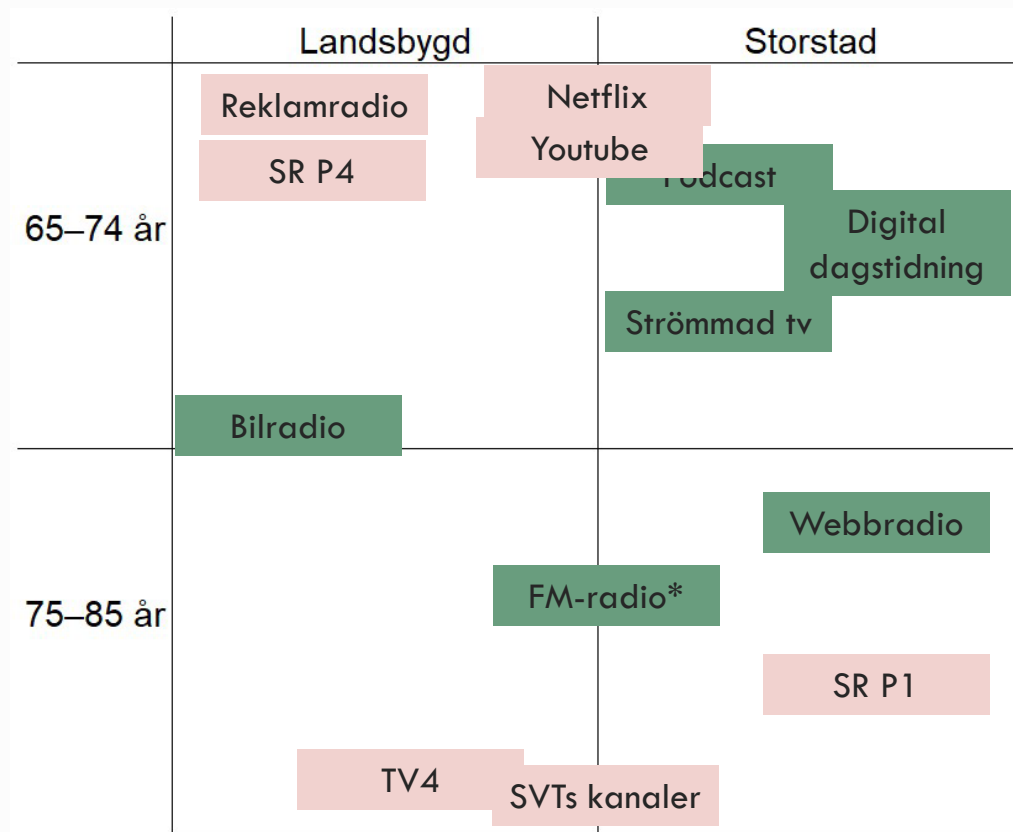 Landsbygd
Storstad
Reklamradio
Netflix
SR P4
Youtube
Podcast
65–74 år
Digital
dagstidning
Strömmad tv
Bilradio
Webbradio
FM-radio*
75–85 år
SR P1
TV4
SVTs kanaler